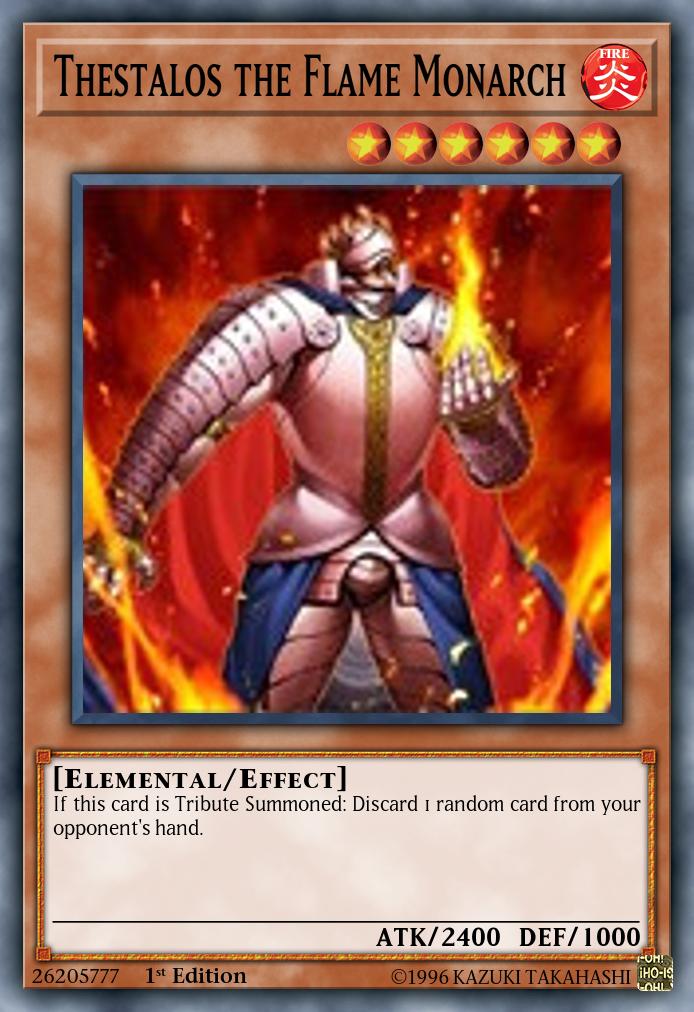 Thestalos the Flame Monarch
FIRE
炎
[Elemental/Effect]
If this card is Tribute Summoned: Discard 1 random card from your
opponent's hand.
ATK/2400 DEF/1000
26205777 1st Edition ©1996 KAZUKI TAKAHASHI